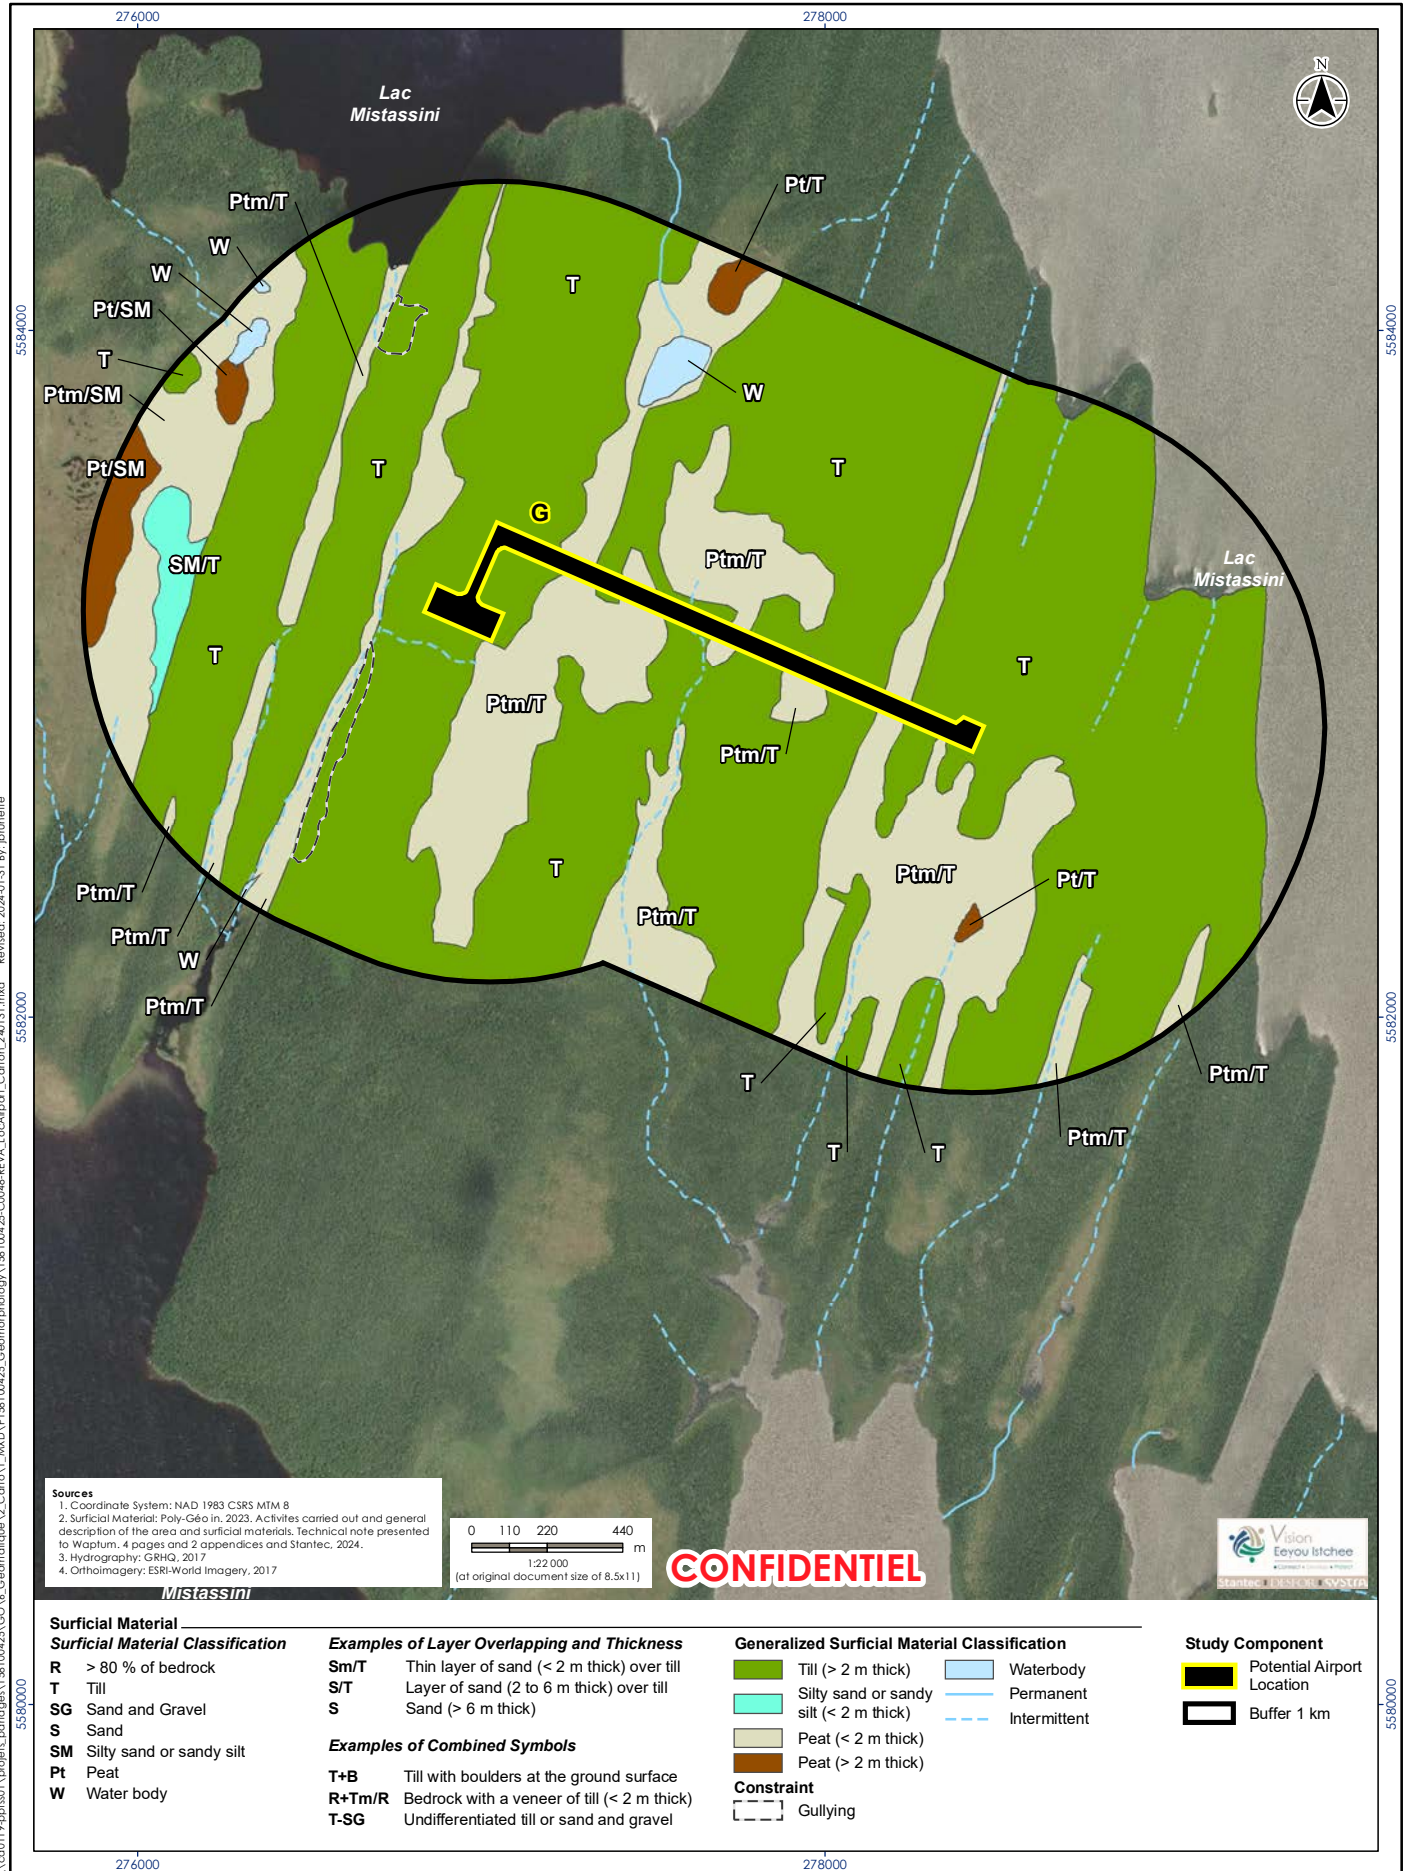 276000
278000
N
Lac
Mistassini
Pt/T
Ptm/T
W
T
W
Pt/SM
5584000
5584000
T
W
Ptm/SM
Pt/SM
T
T
G
Ptm/T
Lac
Mistassini
SM/T
T
T
Ptm/T
Ptm/T
T
Ptm/T
Pt/T
Ptm/T
Ptm/T
Ptm/T
W
Ptm/T
5582000
5582000
T
Ptm/T
Ptm/T
T
T
Sources
1. Coordinate System: NAD 1983 CSRS MTM 8
2. Surficial Material: Poly-Géo in. 2023. Activites carried out and general
description of the area and surficial materials. Technical note presented
to Waptum. 4 pages and 2 appendices and Stantec, 2024.
3. Hydrography: GRHQ, 2017
4. Orthoimagery: ESRI-World Imagery, 2017
Mistassini
0 110 220 440
m
1:22 000
(at original document size of 8.5x11)
CONFIDENTIEL
Vision
Eeyou Istchee
Stantec DESFOR SYSTRA
Surficial Material
Surficial Material Classification
R > 80 % of bedrock
T Till
SG Sand and Gravel
S Sand
SM Silty sand or sandy silt
Pt Peat
W Water body
Examples of Layer Overlapping and Thickness
Sm/T Thin layer of sand (< 2 m thick) over till
S/T Layer of sand (2 to 6 m thick) over till
S Sand (> 6 m thick)
Examples of Combined Symbols
T+B Till with boulders at the ground surface
R+Tm/R Bedrock with a veneer of till (< 2 m thick)
T-SG Undifferentiated till or sand and gravel
Generalized Surficial Material Classification
Till (> 2 m thick)
Silty sand or sandy
silt (< 2 m thick)
Peat (< 2 m thick)
Peat (> 2 m thick)
Waterbody
Permanent
Intermittent
Constraint
Gullying
Study Component
Potential Airport
Location
Buffer 1 km
5580000
5580000
276000
278000